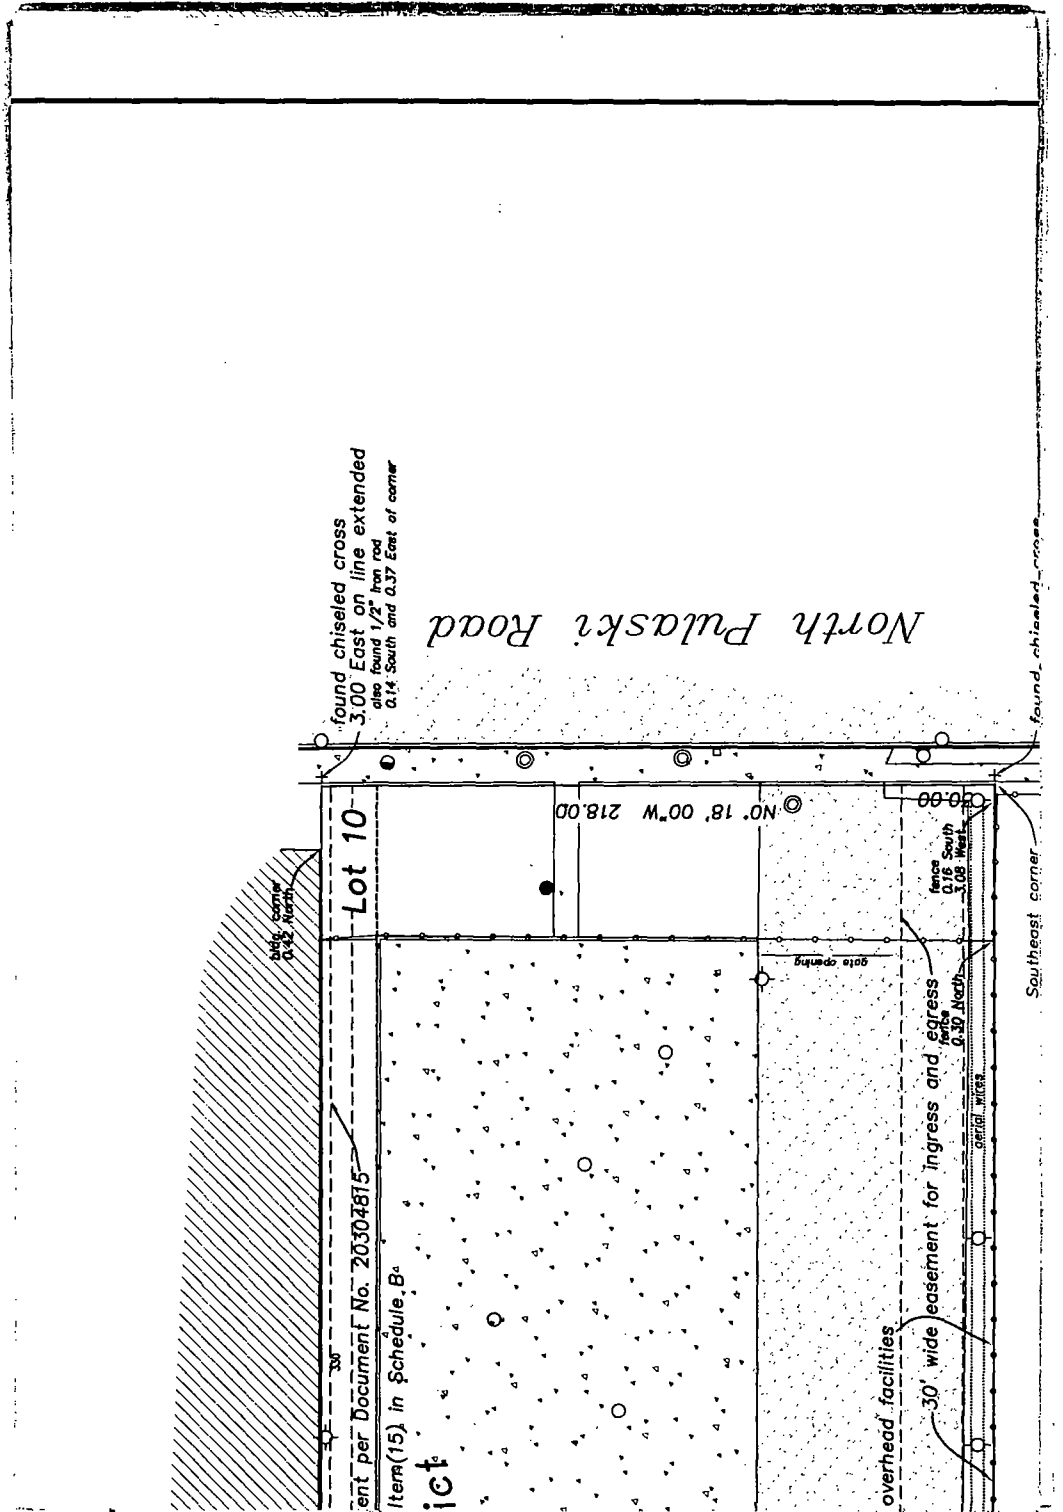 found chiseled cross
3.00 East on line extended
also found 1/2" iron rod
0.14 South and 0.37 East of corner
North Pulaski Road
found chiseled cross
N0° 18' 00"W 218.00
Lot 10
bldg. corner
0.42 North
fence
0.16 South
3.08 West
Southeast corner
gate opening
fence
0.30 North
aerial wires
30' wide easement for ingress and egress
overhead facilities
ent per Document No. 20304815
Item(15) in Schedule B
ict